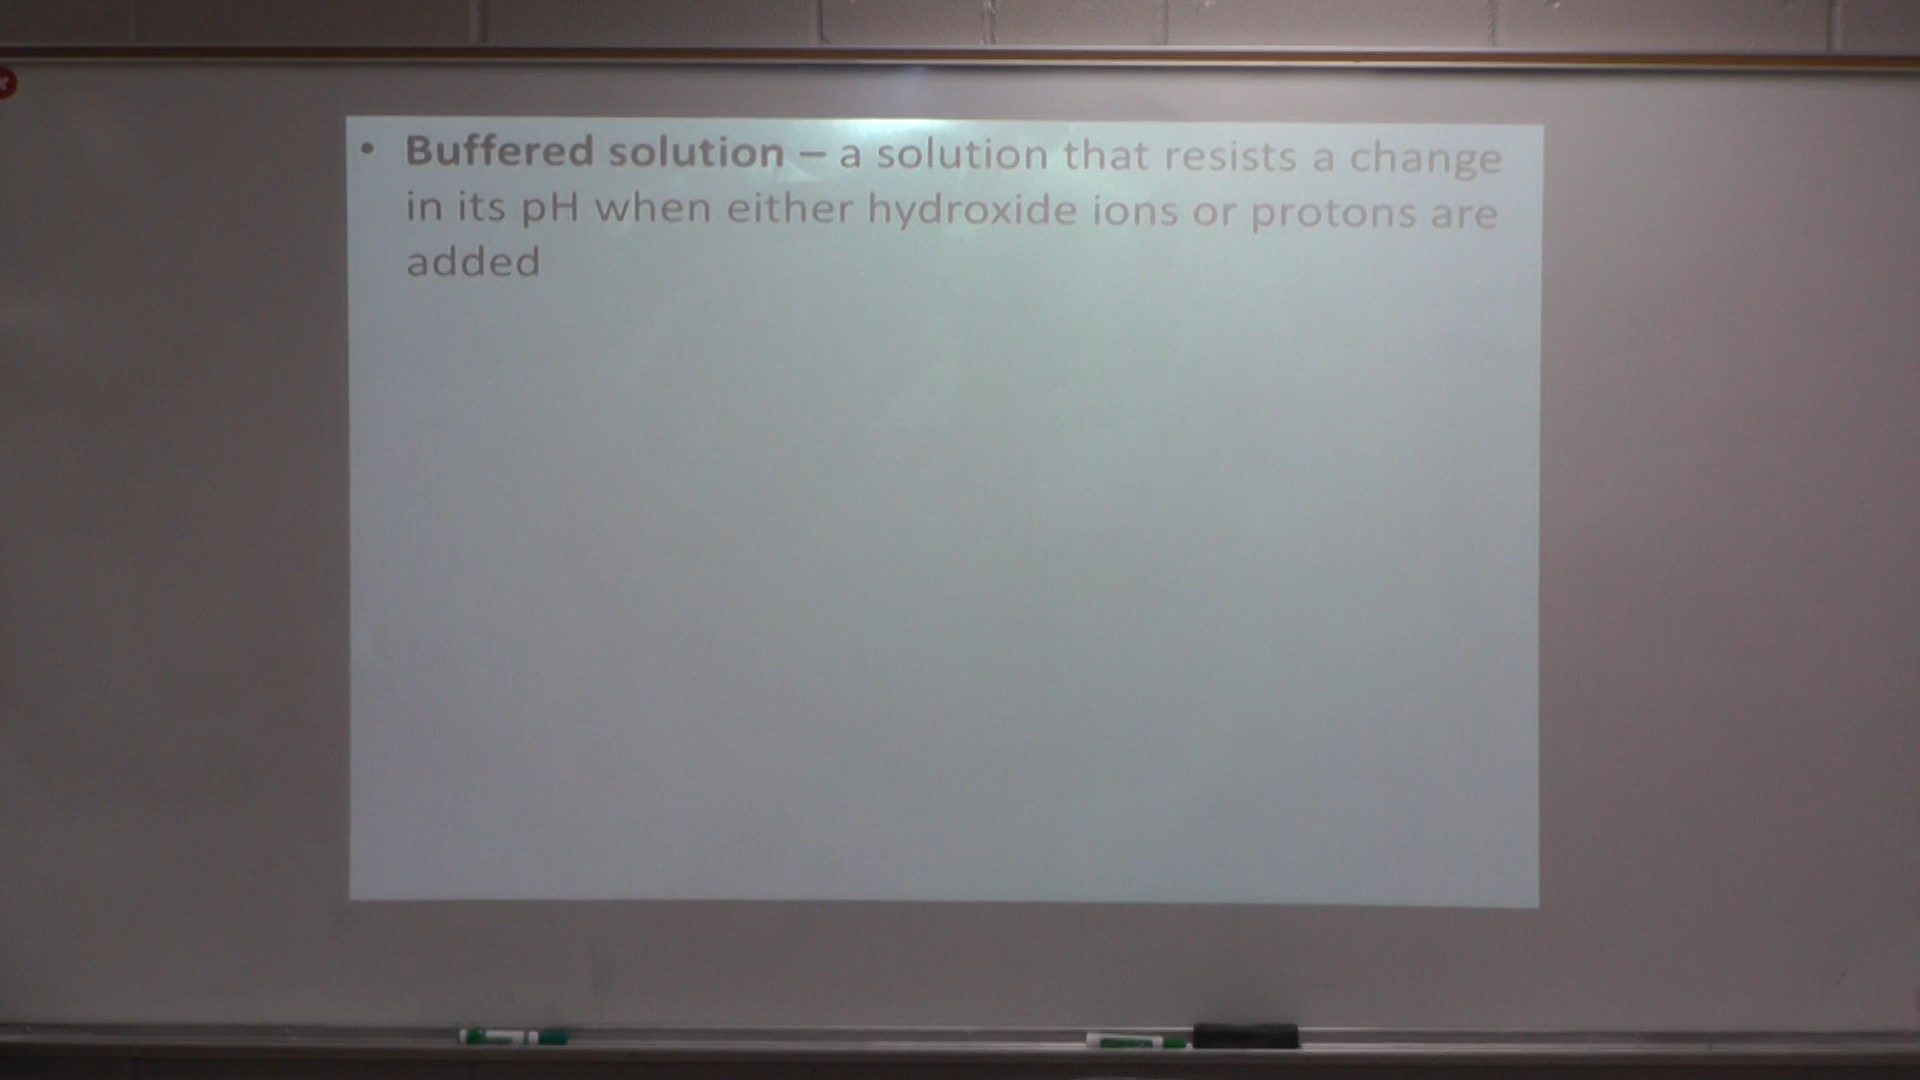 • Buffered solution – a solution that resists a change
in its pH when either hydroxide ions or protons are
added